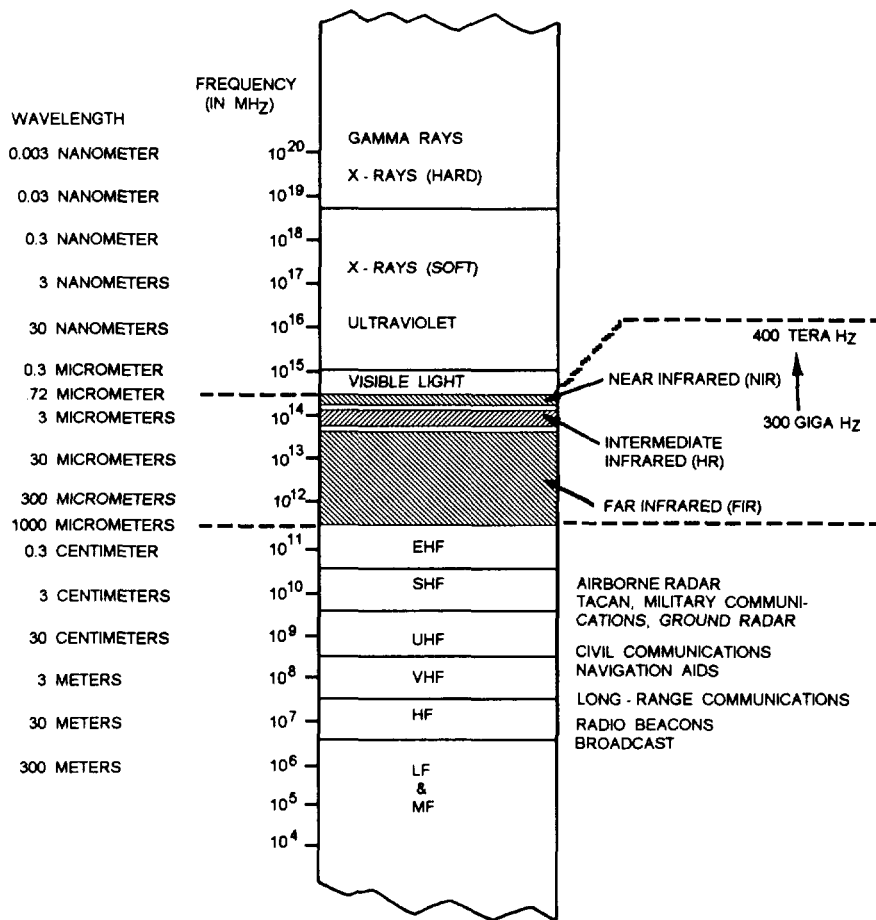 FREQUENCY
(IN MHZ)
WAVELENGTH
0.003 NANOMETER 10^20
GAMMA RAYS
X - RAYS (HARD)
0.03 NANOMETER 10^19
0.3 NANOMETER 10^18
X - RAYS (SOFT)
3 NANOMETERS 10^17
30 NANOMETERS 10^16 ULTRAVIOLET
400 TERA HZ
0.3 MICROMETER 10^15
VISIBLE LIGHT
NEAR INFRARED (NIR)
.72 MICROMETER
3 MICROMETERS 10^14
300 GIGA HZ
INTERMEDIATE
INFRARED (HR)
30 MICROMETERS 10^13
300 MICROMETERS 10^12
FAR INFRARED (FIR)
1000 MICROMETERS
0.3 CENTIMETER 10^11 EHF
3 CENTIMETERS 10^10 SHF
AIRBORNE RADAR
TACAN, MILITARY COMMUNI-
CATIONS, GROUND RADAR
30 CENTIMETERS 10^9 UHF
CIVIL COMMUNICATIONS
NAVIGATION AIDS
3 METERS 10^8 VHF
LONG - RANGE COMMUNICATIONS
30 METERS 10^7 HF
RADIO BEACONS
BROADCAST
300 METERS 10^6
LF
&
MF
10^5
10^4